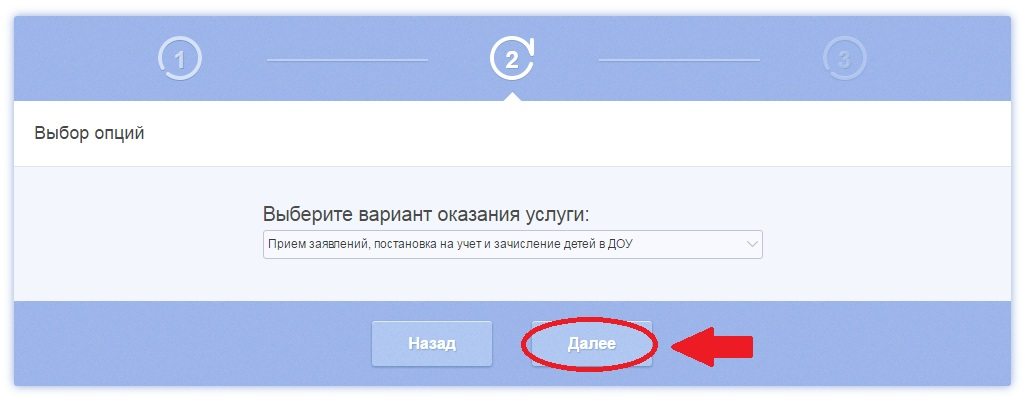 1 2 3
Выбор опций
Выберите вариант оказания услуги:
Прием заявлений, постановка на учет и зачисление детей в ДОУ
Назад Далее